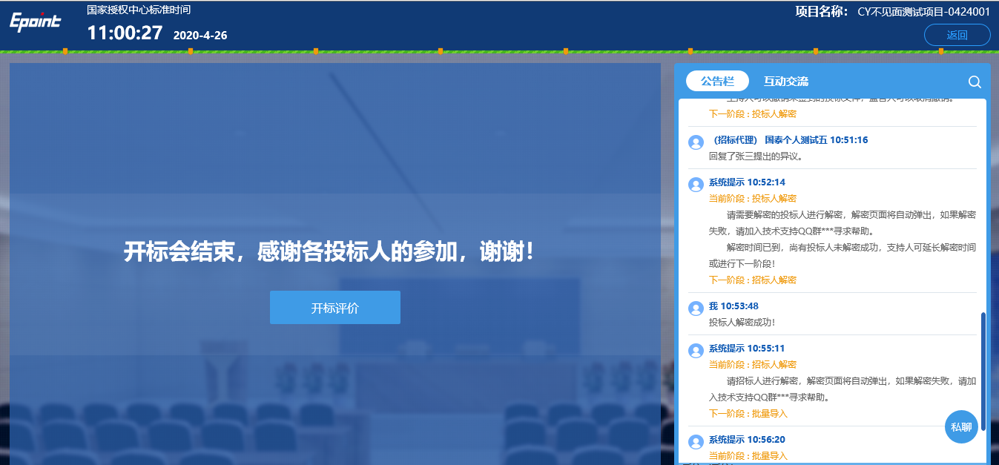 Epoint
国家授权中心标准时间
11:00:27 2020-4-26
项目名称： CY不见面测试项目-0424001
返回
开标会结束，感谢各投标人的参加，谢谢！
开标评价
公告栏 互动交流
下一阶段 : 投标人解密
（招标代理） 国泰个人测试五 10:51:16
回复了张三提出的异议。
系统提示 10:52:14
当前阶段 : 投标人解密
请需要解密的投标人进行解密，解密页面将自动弹出，如果解密
失败，请加入技术支持QQ群***寻求帮助。
解密时间已到，尚有投标人未解密成功，支持人可延长解密时间
或进行下一阶段！
下一阶段 : 招标人解密
我 10:53:48
投标人解密成功！
系统提示 10:55:11
当前阶段 : 招标人解密
请招标人进行解密，解密页面将自动弹出，如果解密失败，请加
入技术支持QQ群***寻求帮助。
下一阶段 : 批量导入
私聊
系统提示 10:56:20
当前阶段 : 批量导入